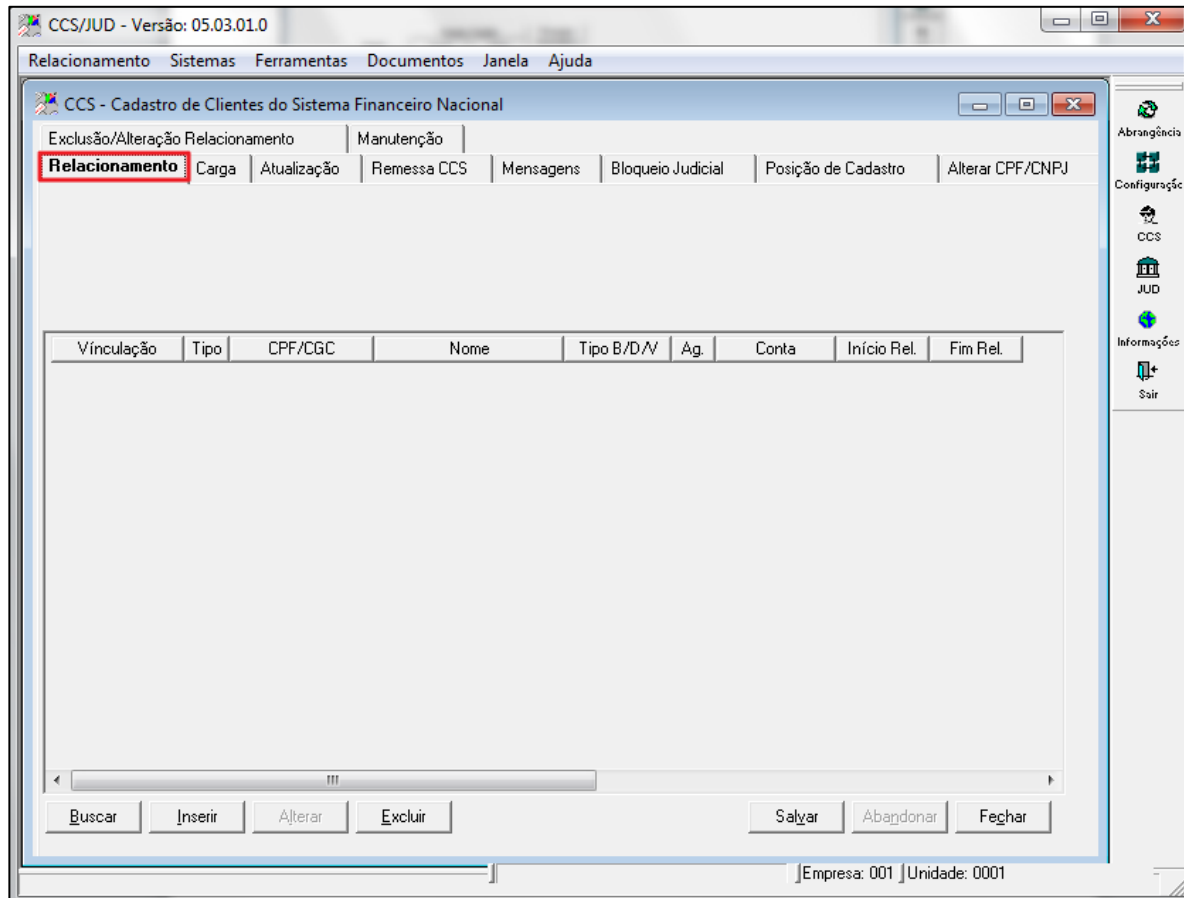 CCS/JUD - Versão: 05.03.01.0
Relacionamento Sistemas Ferramentas Documentos Janela Ajuda
CCS - Cadastro de Clientes do Sistema Financeiro Nacional
Exclusão/Alteração Relacionamento Manutenção
Relacionamento Carga Atualização Remessa CCS Mensagens Bloqueio Judicial Posição de Cadastro Alterar CPF/CNPJ
Vínculação Tipo CPF/CGC Nome Tipo B/D/V Ag. Conta Início Rel. Fim Rel.
Buscar Inserir Alterar Excluir Salvar Abandonar Fechar
Abrangência
Configuraçãc
CCS
JUD
Informações
Sair
Empresa: 001 Unidade: 0001